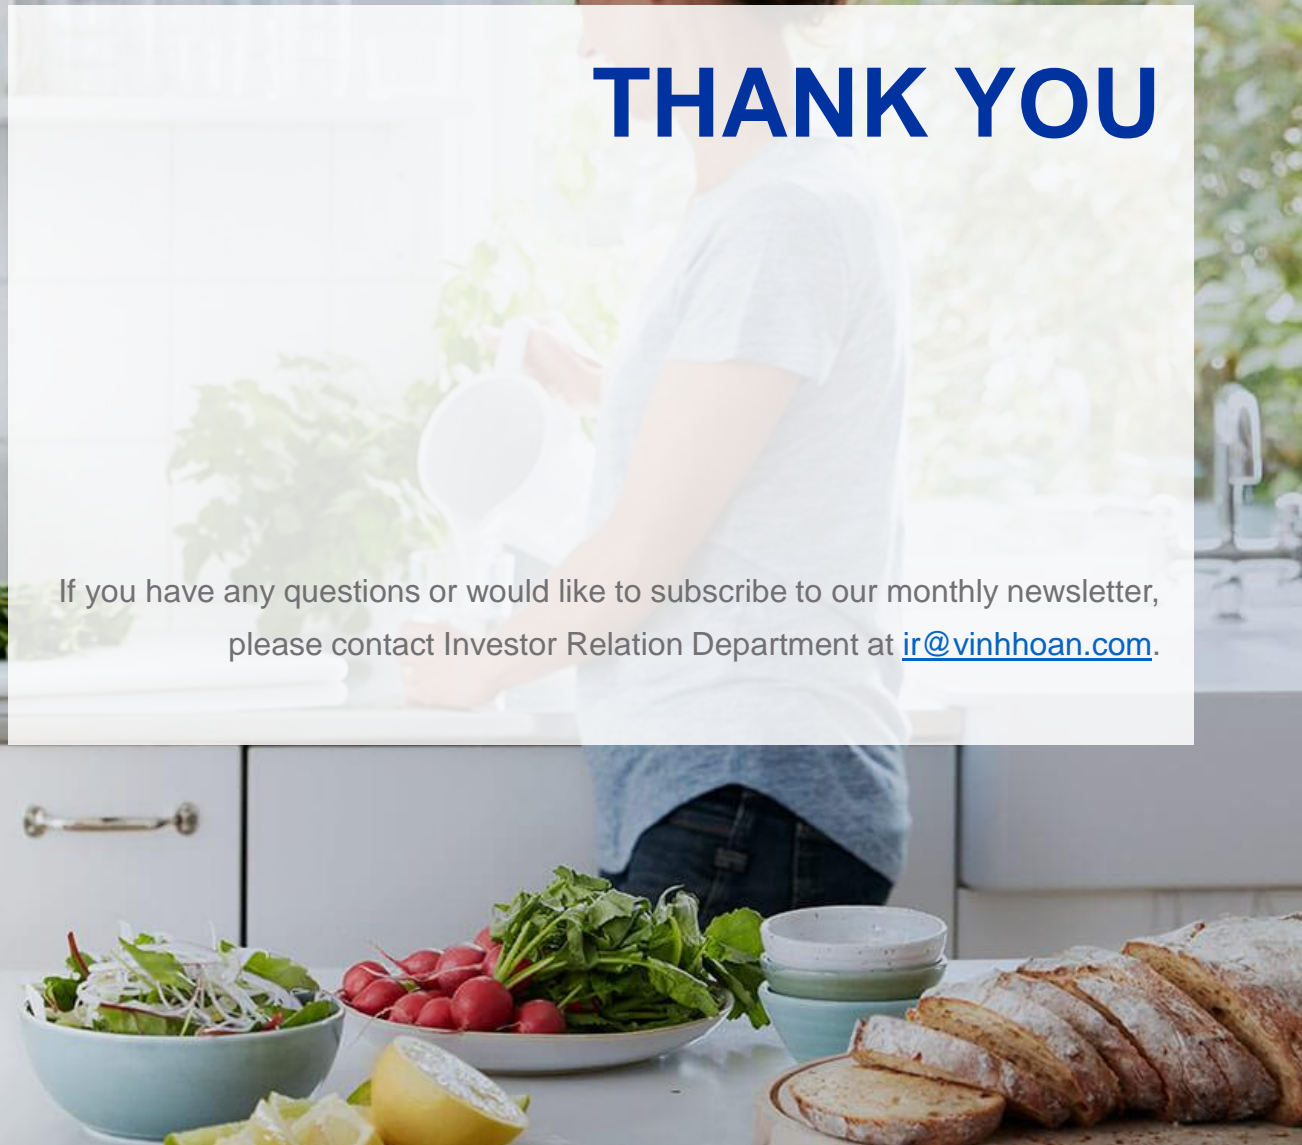 THANK YOU
If you have any questions or would like to subscribe to our monthly newsletter,
please contact Investor Relation Department at ir@vinhhoan.com.